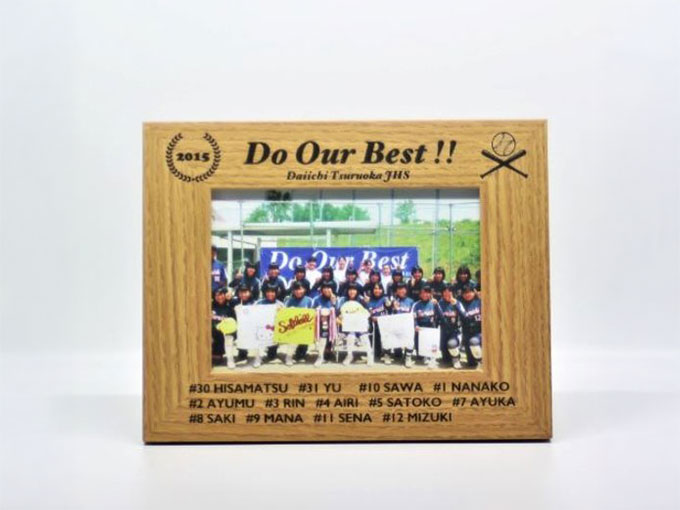 2015
Do Our Best !!
Daiichi Tsuruoka JHS
Do Our Best
Softball
#30 HISAMATSU #31 YU #10 SAWA #1 NANAKO
#2 AYUMU #3 RIN #4 AIRI #5 SATOKO #7 AYUKA
#8 SAKI #9 MANA #11 SENA #12 MIZUKI